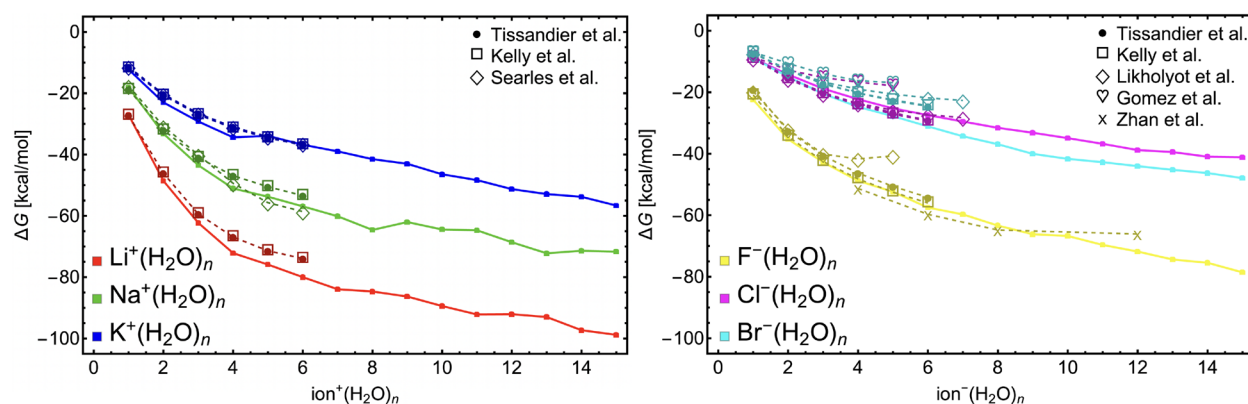 0
−20
−40
−60
−80
−100
ΔG [kcal/mol]
Tissandier et al.
Kelly et al.
Searles et al.
Li⁺(H₂O)ₙ
Na⁺(H₂O)ₙ
K⁺(H₂O)ₙ
0 2 4 6 8 10 12 14
ion⁺(H₂O)ₙ
0
−20
−40
−60
−80
−100
ΔG [kcal/mol]
Tissandier et al.
Kelly et al.
Likholyot et al.
Gomez et al.
Zhan et al.
F⁻(H₂O)ₙ
Cl⁻(H₂O)ₙ
Br⁻(H₂O)ₙ
0 2 4 6 8 10 12 14
ion⁻(H₂O)ₙ